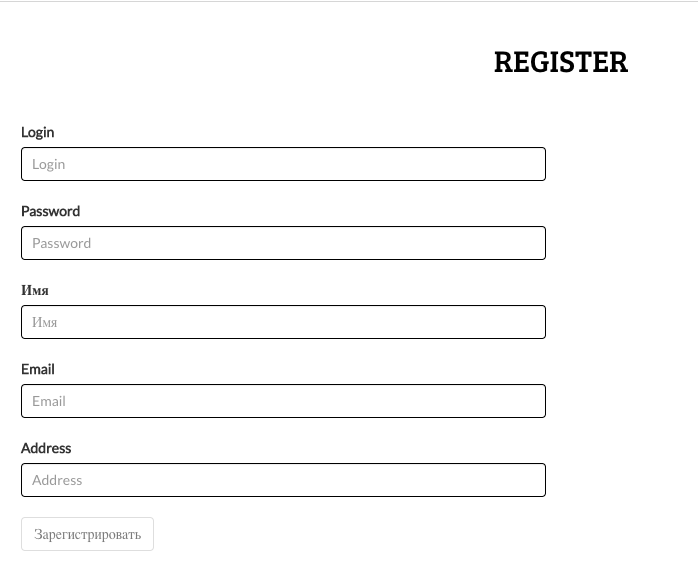 REGISTER
Login
Login
Password
Password
Имя
Имя
Email
Email
Address
Address
Зарегистрировать